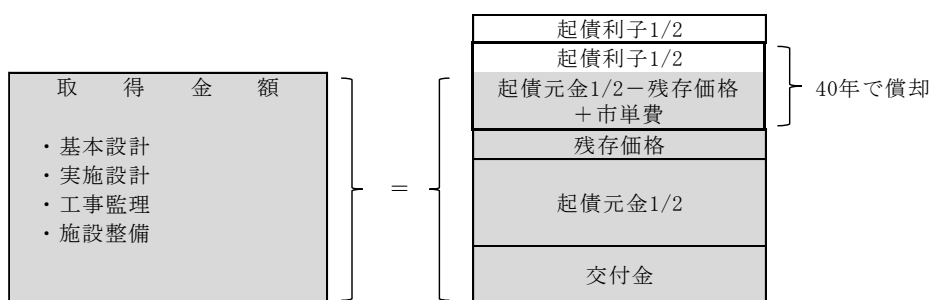 取得金額
・基本設計
・実施設計
・工事監理
・施設整備
＝
起債利子1/2
起債利子1/2
起債元金1/2－残存価格
＋市単費
残存価格
起債元金1/2
交付金
40年で償却